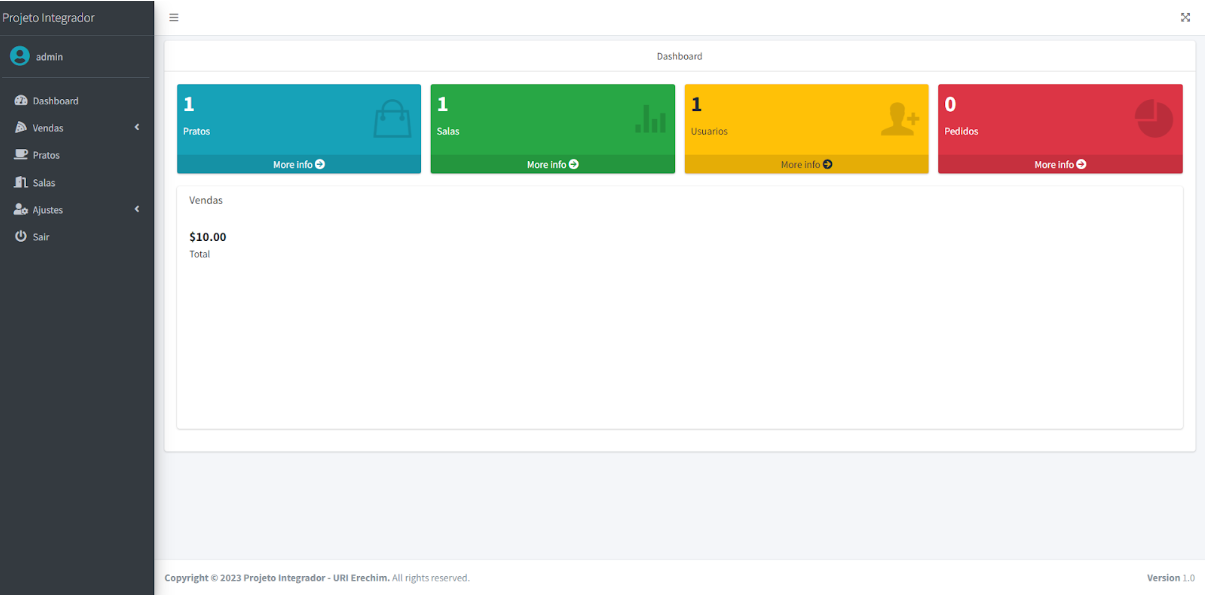 Projeto Integrador
admin
Dashboard
Vendas
Pratos
Salas
Ajustes
Sair
Dashboard
1
Pratos
More info
1
Salas
More info
1
Usuarios
More info
0
Pedidos
More info
Vendas
$10.00
Total
Copyright © 2023 Projeto Integrador - URI Erechim. All rights reserved.
Version 1.0